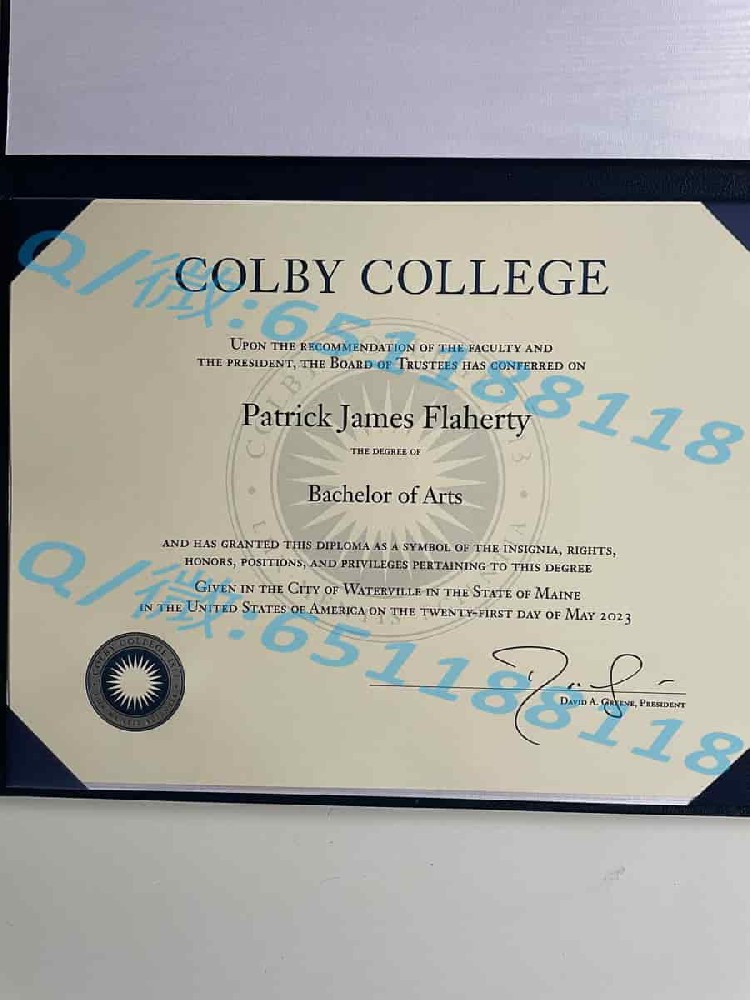 COLBY COLLEGE
UPON THE RECOMMENDATION OF THE FACULTY AND
THE PRESIDENT, THE BOARD OF TRUSTEES HAS CONFERRED ON
Patrick James Flaherty
THE DEGREE OF
Bachelor of Arts
AND HAS GRANTED THIS DIPLOMA AS A SYMBOL OF THE INSIGNIA, RIGHTS,
HONORS, POSITIONS, AND PRIVILEGES PERTAINING TO THIS DEGREE
GIVEN IN THE CITY OF WATERVILLE IN THE STATE OF MAINE
IN THE UNITED STATES OF AMERICA ON THE TWENTY-FIRST DAY OF MAY 2023
DAVID A. GREENE, PRESIDENT
COLBY COLLEGE
Q/微:651188118
Q/微:651188118